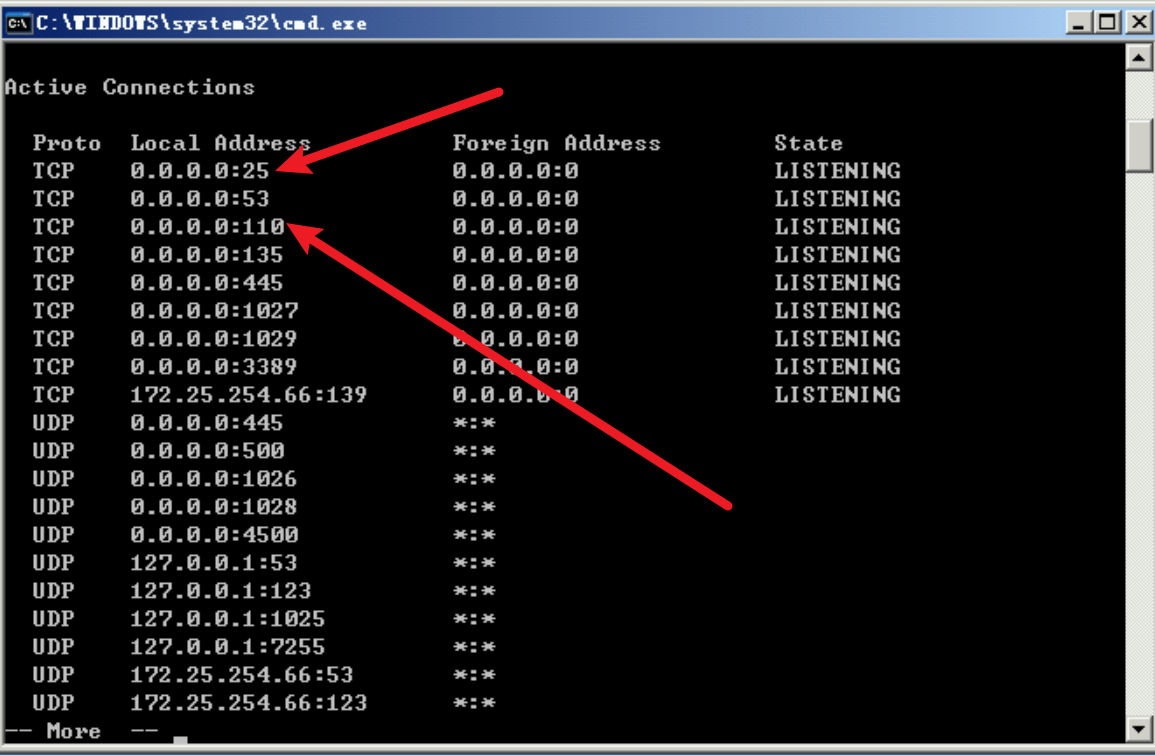 C:\WINDOWS\system32\cmd.exe
Active Connections
Proto Local Address Foreign Address State
TCP 0.0.0.0:25 0.0.0.0:0 LISTENING
TCP 0.0.0.0:53 0.0.0.0:0 LISTENING
TCP 0.0.0.0:110 0.0.0.0:0 LISTENING
TCP 0.0.0.0:135 0.0.0.0:0 LISTENING
TCP 0.0.0.0:445 0.0.0.0:0 LISTENING
TCP 0.0.0.0:1027 0.0.0.0:0 LISTENING
TCP 0.0.0.0:1029 0.0.0.0:0 LISTENING
TCP 0.0.0.0:3389 0.0.0.0:0 LISTENING
TCP 172.25.254.66:139 0.0.0.0:0 LISTENING
UDP 0.0.0.0:445 *:*
UDP 0.0.0.0:500 *:*
UDP 0.0.0.0:1026 *:*
UDP 0.0.0.0:1028 *:*
UDP 0.0.0.0:4500 *:*
UDP 127.0.0.1:53 *:*
UDP 127.0.0.1:123 *:*
UDP 127.0.0.1:1025 *:*
UDP 127.0.0.1:7255 *:*
UDP 172.25.254.66:53 *:*
UDP 172.25.254.66:123 *:*
-- More --